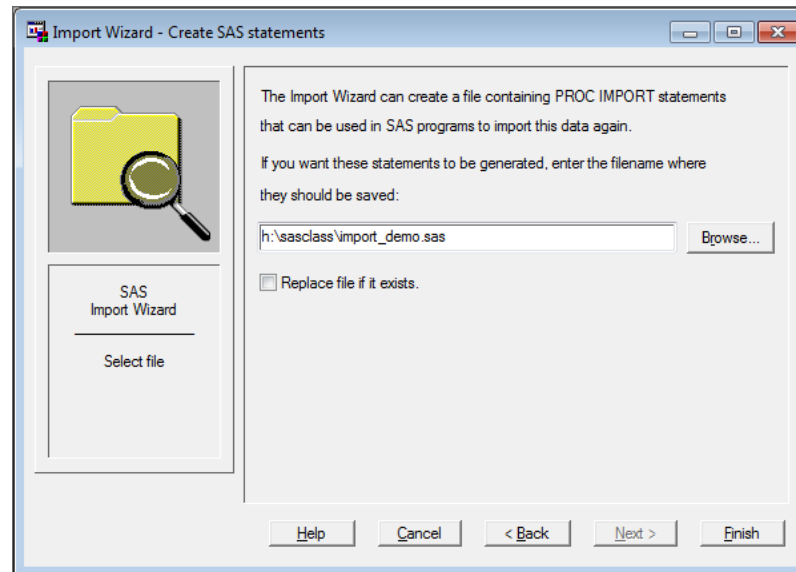 Import Wizard - Create SAS statements
The Import Wizard can create a file containing PROC IMPORT statements
that can be used in SAS programs to import this data again.
If you want these statements to be generated, enter the filename where
they should be saved:
h:\sasclass\import_demo.sas
Browse...
Replace file if it exists.
SAS
Import Wizard
Select file
Help
Cancel
< Back
Next >
Finish